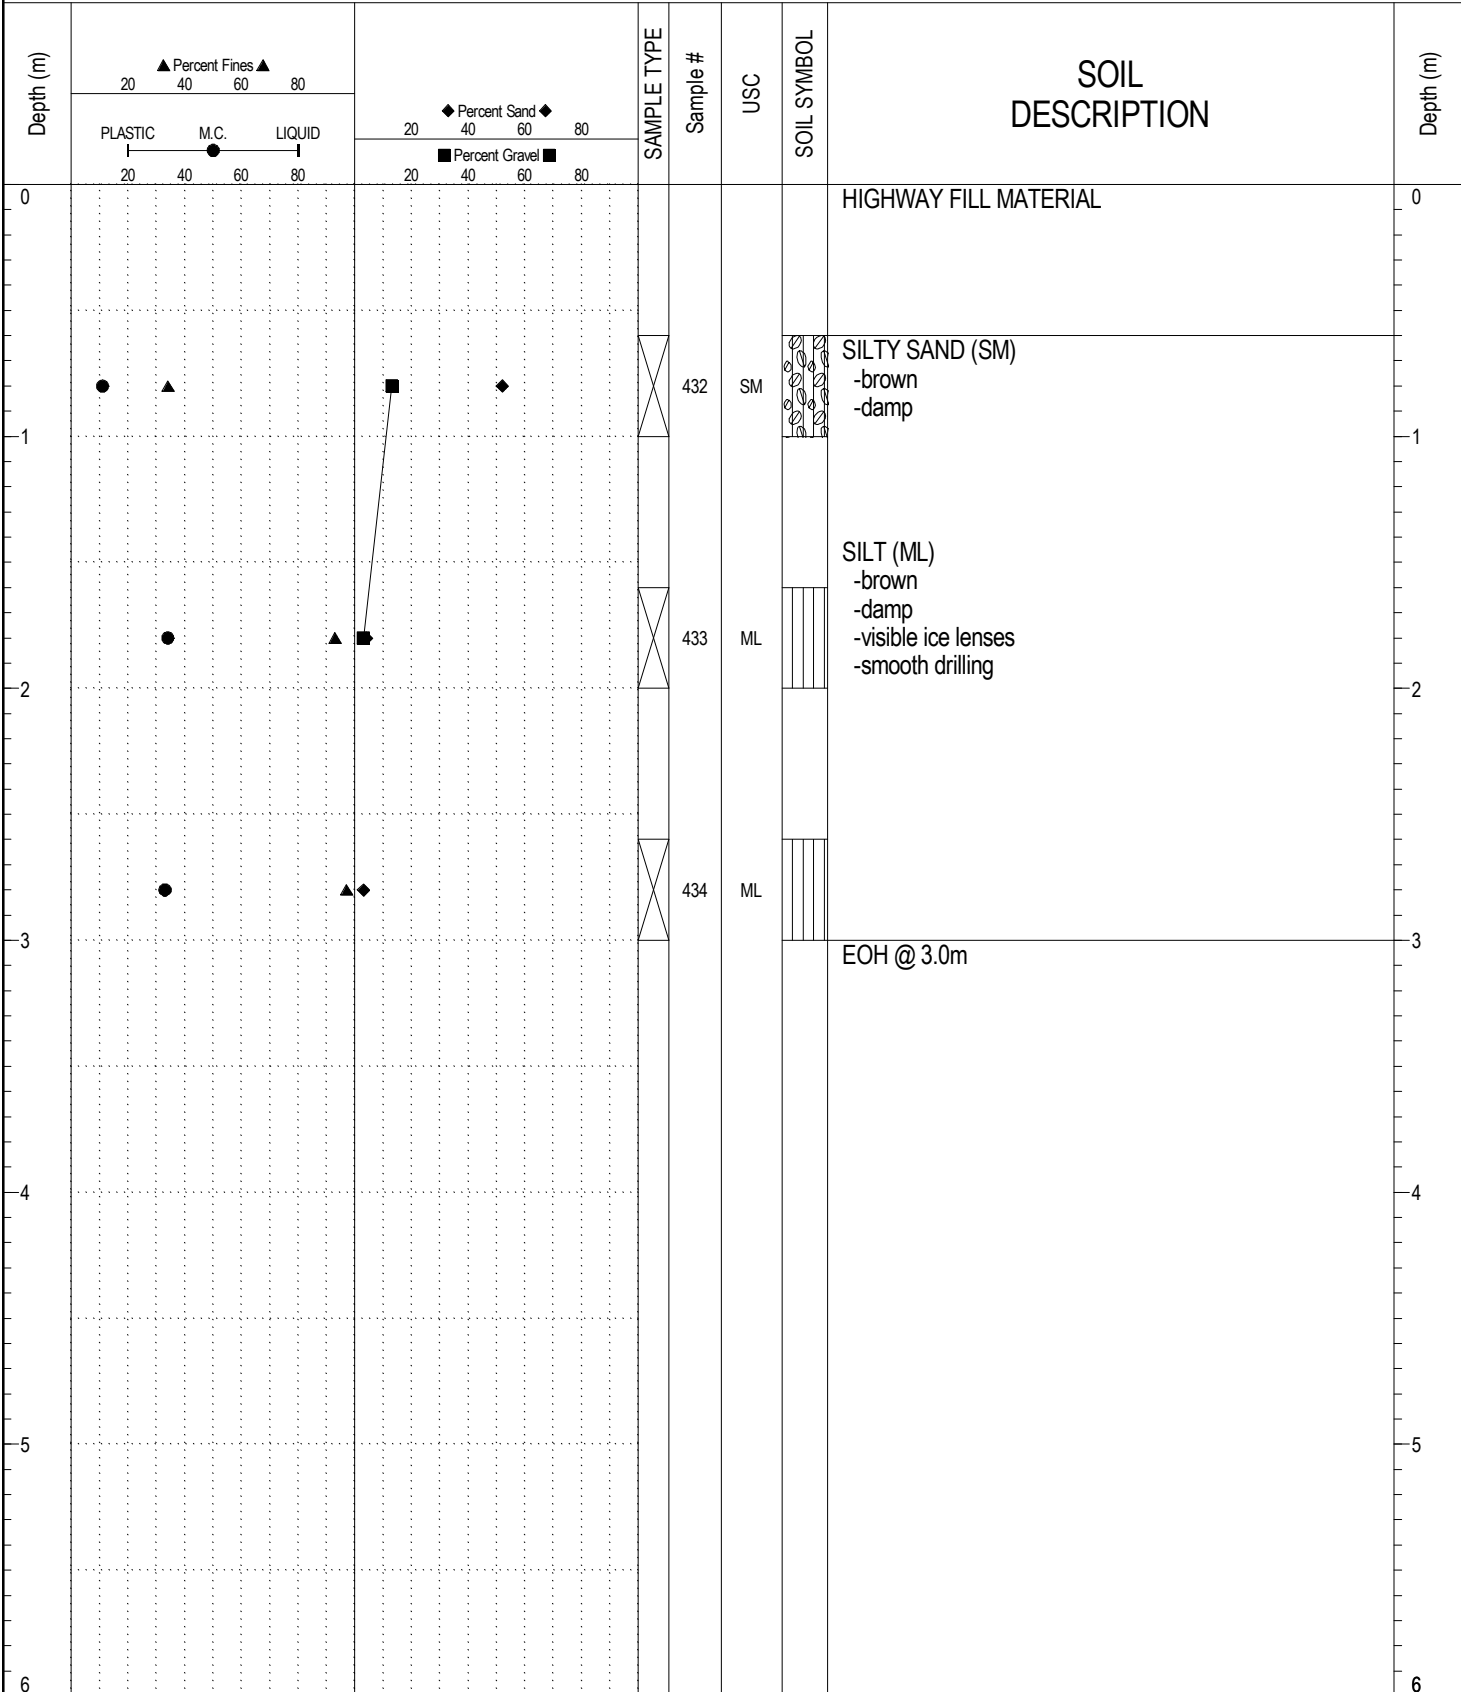 Depth (m)
▲ Percent Fines ▲
20 40 60 80
PLASTIC M.C. LIQUID
20 40 60 80
◆ Percent Sand ◆
20 40 60 80
■ Percent Gravel ■
20 40 60 80
SAMPLE TYPE
Sample #
USC
SOIL SYMBOL
SOIL
DESCRIPTION
Depth (m)
0 HIGHWAY FILL MATERIAL 0
SILTY SAND (SM)
-brown
432 SM
-damp
1 1
SILT (ML)
-brown
-damp
433 ML -visible ice lenses
-smooth drilling
2 2
434 ML
3 3
EOH @ 3.0m
4 4
5 5
6 6